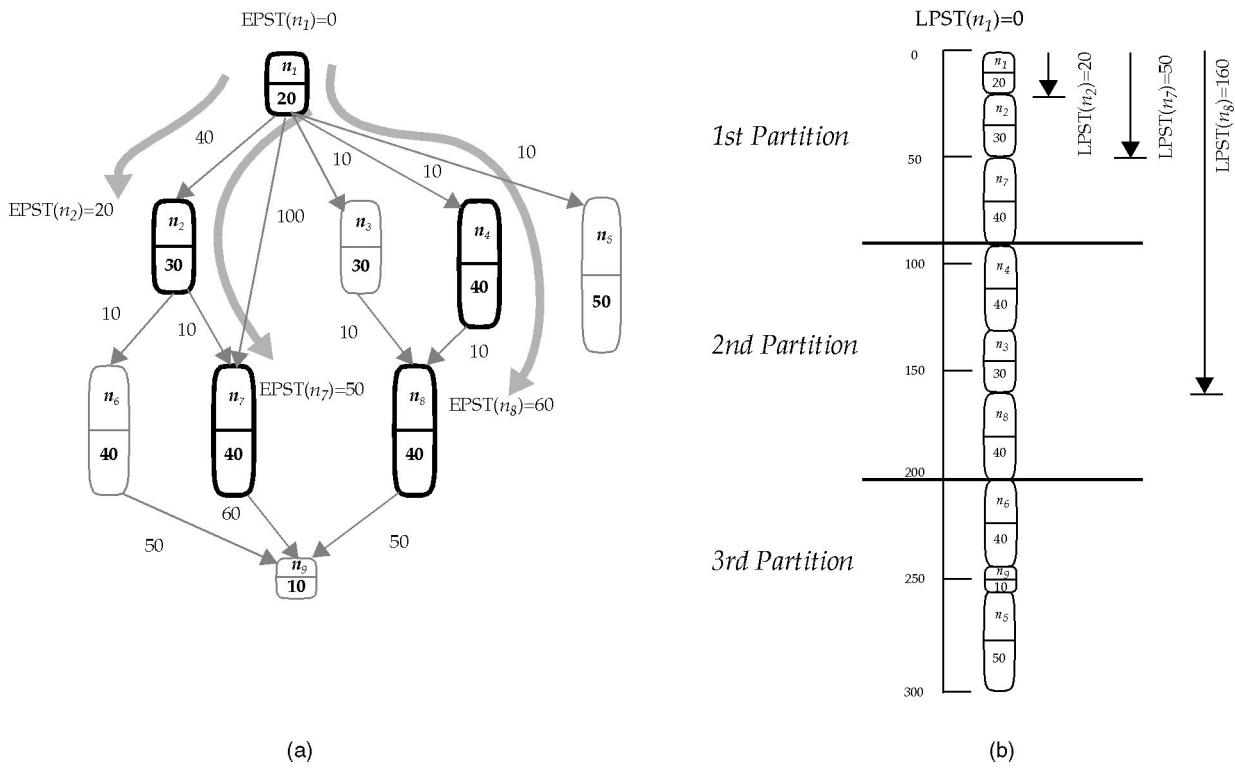 EPST(n1)=0
n1
20
40
10
10
10
100
EPST(n2)=20
n2
30
n3
30
n4
40
n5
50
10
10
10
10
n6
40
n7
40
EPST(n7)=50
n8
40
EPST(n8)=60
50
60
50
n9
10
(a)
LPST(n1)=0
0
50
100
150
200
250
300
1st Partition
2nd Partition
3rd Partition
n1
20
n2
30
n7
40
n4
40
n3
30
n8
40
n6
40
n9
10
n5
50
LPST(n2)=20
LPST(n7)=50
LPST(n8)=160
(b)